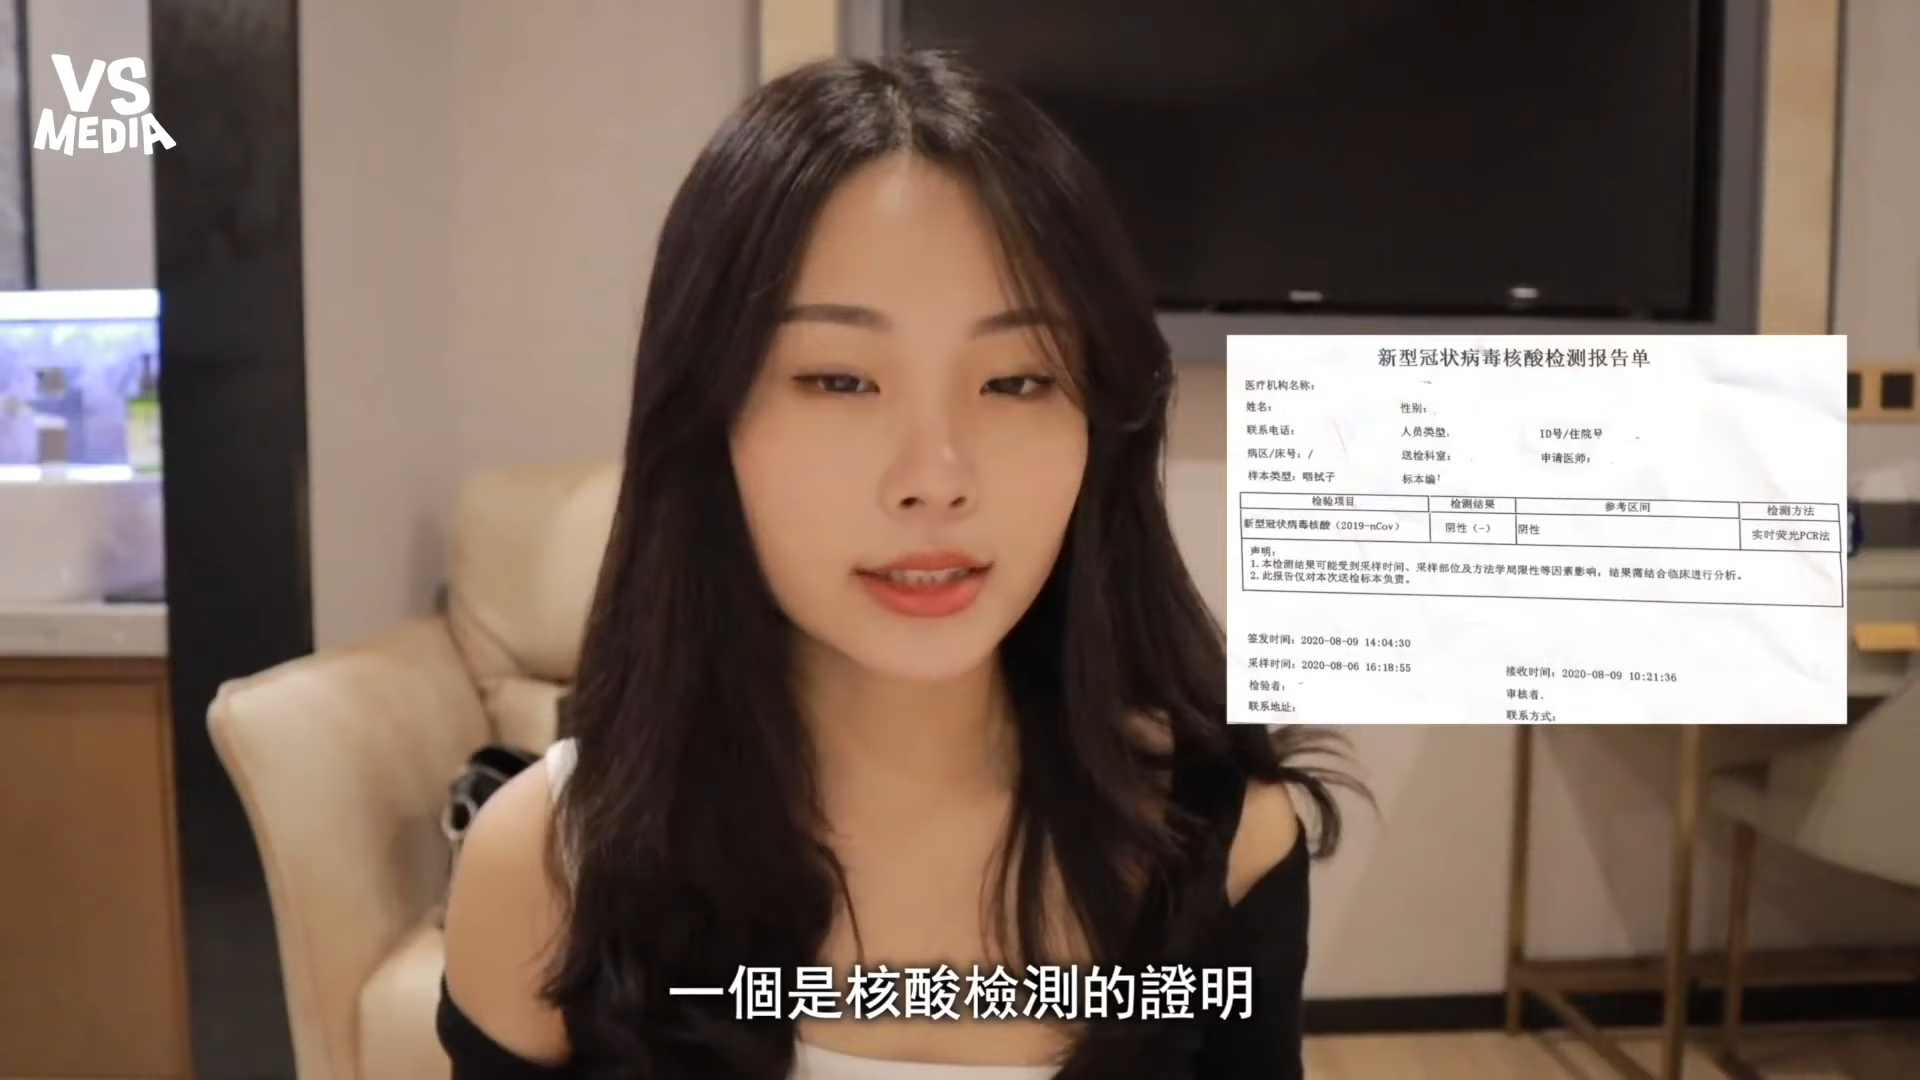 VS
MEDIA
新型冠状病毒核酸检测报告单
医疗机构名称：
姓名： 性别：
联系电话： 人员类型： ID号/住院号
病区/床号：/ 送检科室： 申请医师：
样本类型：咽拭子 标本编
检验项目 检测结果 参考区间 检测方法
新型冠状病毒核酸（2019-nCov） 阴性（-） 阴性 实时荧光PCR法
声明：
1.本检测结果可能受到采样时间、采样部位及方法学局限性等因素影响，结果需结合临床进行分析。
2.此报告仅对本次送检标本负责。
签发时间：2020-08-09 14:04:30
采样时间：2020-08-06 16:18:55 接收时间：2020-08-09 10:21:36
检验者： 审核者
联系地址： 联系方式：
一個是核酸檢測的證明